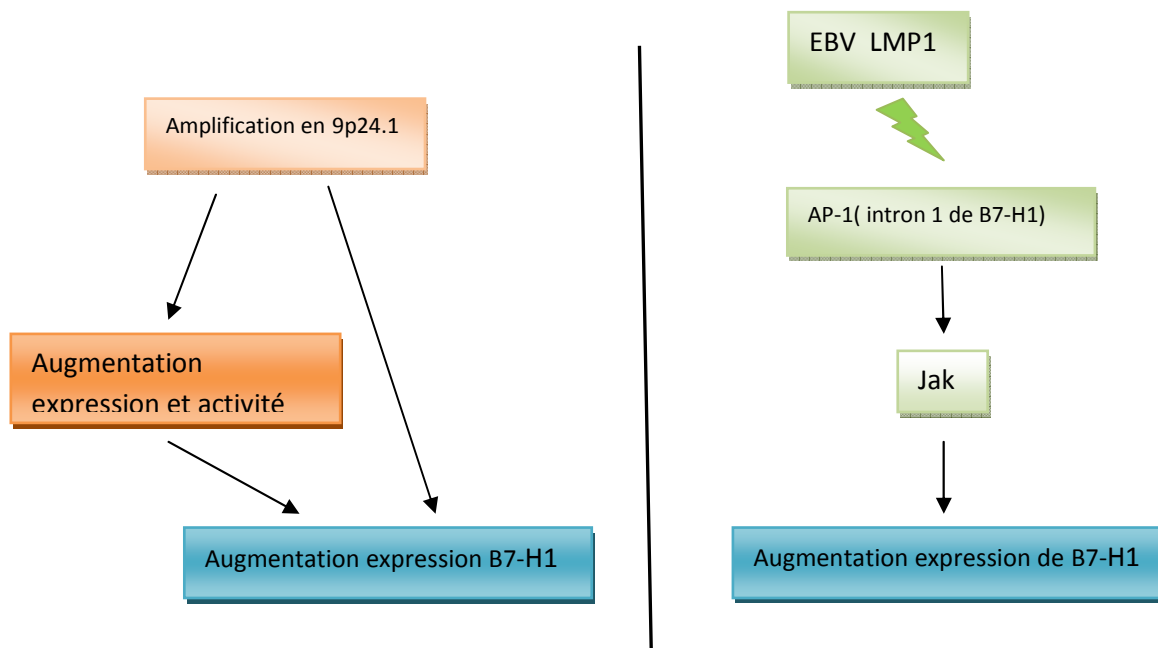 Amplification en 9p24.1
Augmentation
expression et activité
Augmentation expression B7-H1
EBV  LMP1
AP-1( intron 1 de B7-H1)
Jak
Augmentation expression de B7-H1